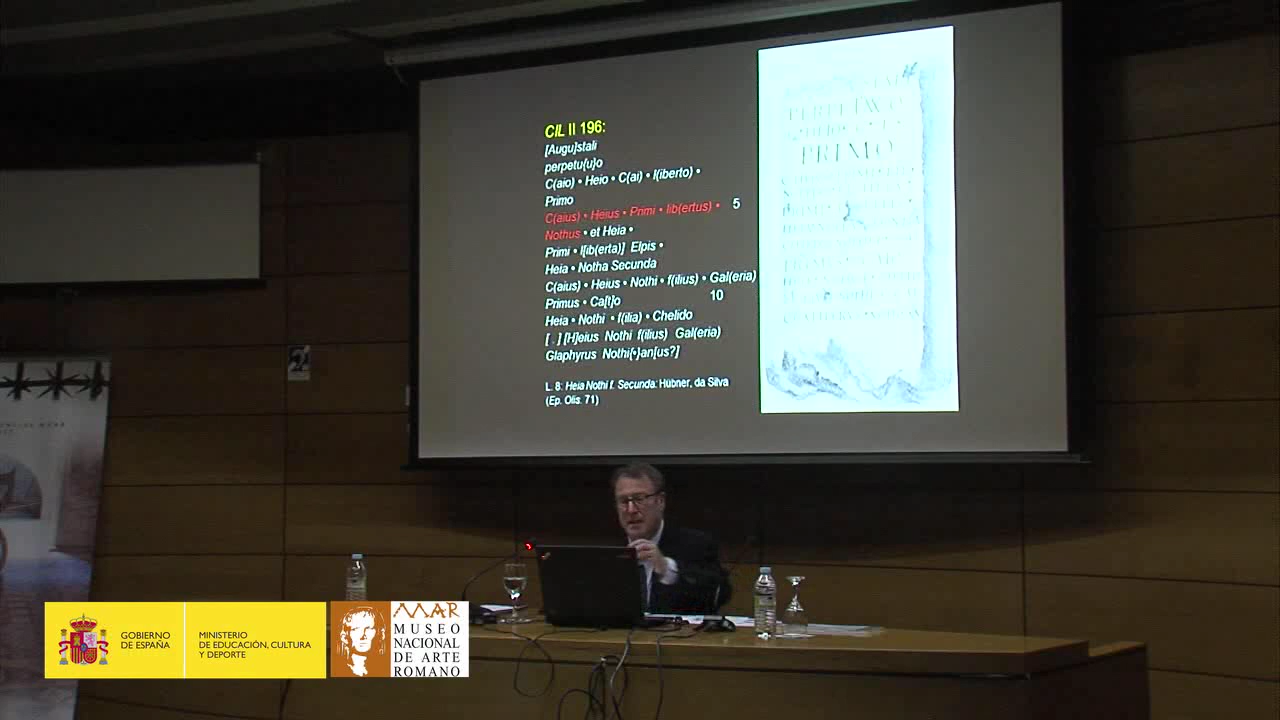 CIL II 196:
[Augu]stali
perpetu(u)o
C(aio) • Heio • C(ai) • l(iberto) •
Primo
C(aius) • Heius • Primi • lib(ertus) • 5
Nothus • et Heia •
Primi • l[ib(erta)] Elpis •
Heia • Notha Secunda
C(aius) • Heius • Nothi • f(ilius) • Gal(eria)
Primus • Ca[t]o 10
Heia • Nothi • f(ilia) • Chelido
[ . ] [H]eius Nothi f(ilius) Gal(eria)
Glaphyrus Nothi{•}an[us?]
L. 8: Heia Nothi f. Secunda: Hübner, da Silva
(Ep. Olis. 71)
PRIMO
GOBIERNO
DE ESPAÑA
MINISTERIO
DE EDUCACIÓN, CULTURA
Y DEPORTE
MAR
MUSEO
NACIONAL
DE ARTE
ROMANO